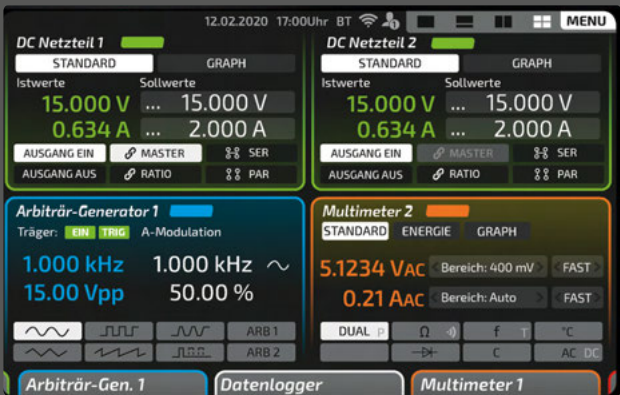 12.02.2020 17:00Uhr BT MENU
DC Netzteil 1
STANDARD GRAPH
Istwerte Sollwerte
15.000 V ... 15.000 V
0.634 A ... 2.000 A
AUSGANG EIN MASTER SER
AUSGANG AUS RATIO PAR
DC Netzteil 2
STANDARD GRAPH
Istwerte Sollwerte
15.000 V ... 15.000 V
0.634 A ... 2.000 A
AUSGANG EIN MASTER SER
AUSGANG AUS RATIO PAR
Arbiträr-Generator 1
Träger: EIN TRIG A-Modulation
1.000 kHz 1.000 kHz
15.00 Vpp 50.00 %
ARB 1
ARB 2
Multimeter 2
STANDARD ENERGIE GRAPH
5.1234 VAC < Bereich: 400 mV > < FAST >
0.21 AAC < Bereich: Auto > < FAST >
DUAL P Ω f T °C
C AC DC
Arbiträr-Gen. 1 Datenlogger Multimeter 1